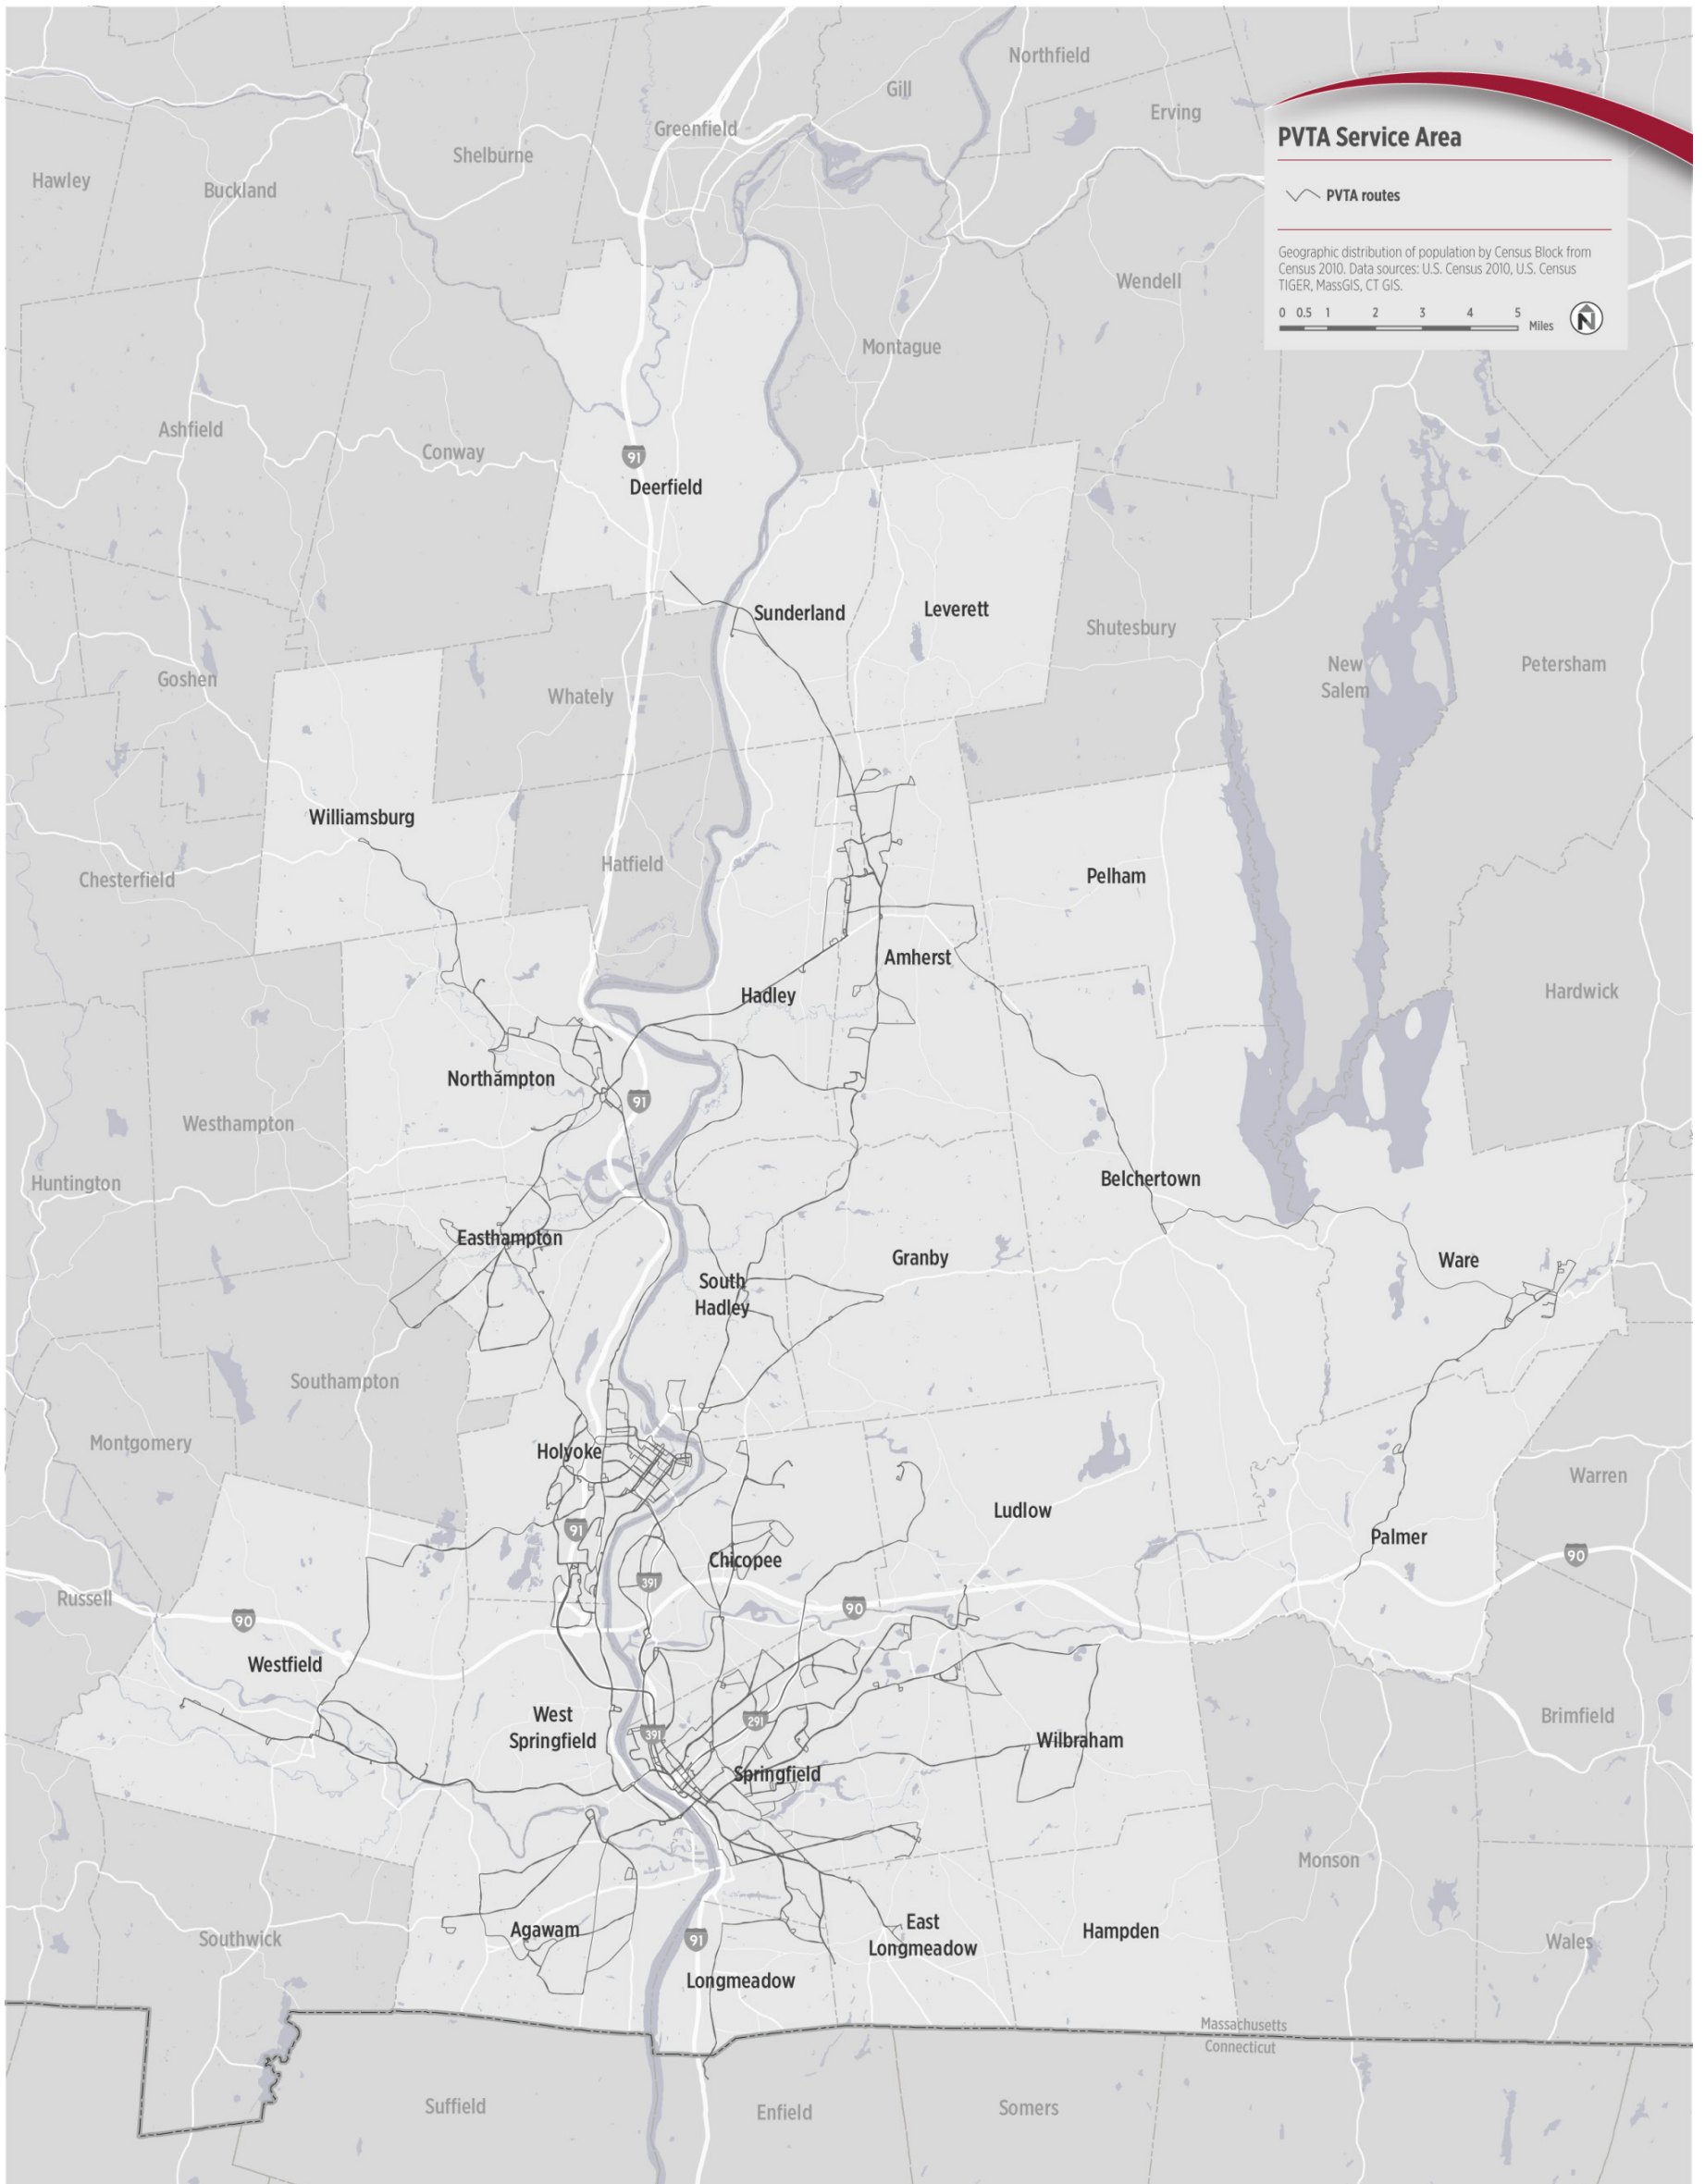 Northfield
Gill
Erving
Greenfield
Shelburne
Hawley
Buckland
PVTA Service Area
PVTA routes
Geographic distribution of population by Census Block from
Census 2010. Data sources: U.S. Census 2010, U.S. Census
TIGER, MassGIS, CT GIS.
0 0.5 1 2 3 4 5 Miles
N
Wendell
Montague
Ashfield
Conway
91
Deerfield
Sunderland
Leverett
Shutesbury
New
Salem
Petersham
Goshen
Whately
Williamsburg
Hatfield
Chesterfield
Pelham
Amherst
Hadley
Hardwick
Northampton
91
Westhampton
Huntington
Belchertown
Easthampton
Granby
Ware
South
Hadley
Southampton
Montgomery
Holyoke
Warren
Ludlow
91
Palmer
Chicopee
90
391
Russell
90
90
Westfield
West
Springfield
391
291
Wilbraham
Brimfield
Springfield
Monson
Agawam
East
Longmeadow
Hampden
Southwick
91
Wales
Longmeadow
Massachusetts
Connecticut
Suffield
Enfield
Somers